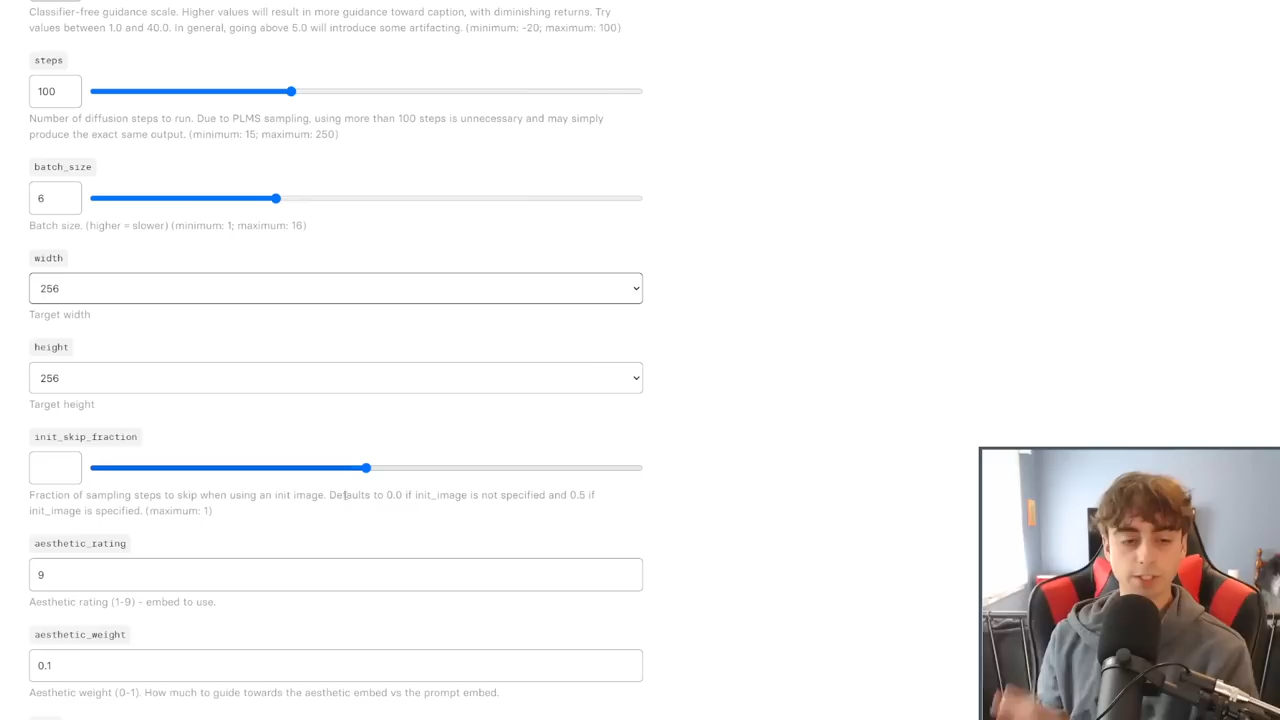 Classifier-free guidance scale. Higher values will result in more guidance toward caption, with diminishing returns. Try
values between 1.0 and 40.0. In general, going above 5.0 will introduce some artifacting. (minimum: -20; maximum: 100)
steps
100
Number of diffusion steps to run. Due to PLMS sampling, using more than 100 steps is unnecessary and may simply
produce the exact same output. (minimum: 15; maximum: 250)
batch_size
6
Batch size. (higher = slower) (minimum: 1; maximum: 16)
width
256
Target width
height
256
Target height
init_skip_fraction
Fraction of sampling steps to skip when using an init image. Defaults to 0.0 if init_image is not specified and 0.5 if
init_image is specified. (maximum: 1)
aesthetic_rating
9
Aesthetic rating (1-9) - embed to use.
aesthetic_weight
0.1
Aesthetic weight (0-1). How much to guide towards the aesthetic embed vs the prompt embed.